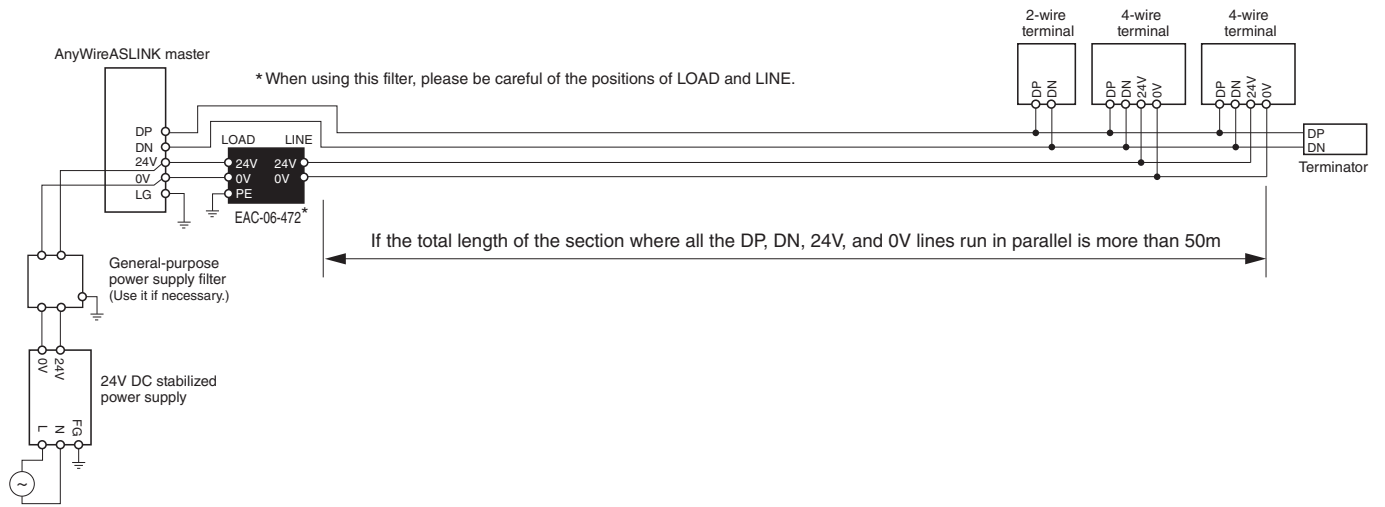 2-wire
terminal
4-wire
terminal
4-wire
terminal
AnyWireASLINK master
* When using this filter, please be careful of the positions of LOAD and LINE.
DP
DN
DP
DN
24V
0V
DP
DN
24V
0V
DP
DN
24V
0V
LG
LOAD
LINE
24V
0V
PE
24V
0V
EAC-06-472*
DP
DN
Terminator
If the total length of the section where all the DP, DN, 24V, and 0V lines run in parallel is more than 50m
General-purpose
power supply filter
(Use it if necessary.)
0V
24V
24V DC stabilized
power supply
L
N
FG
~